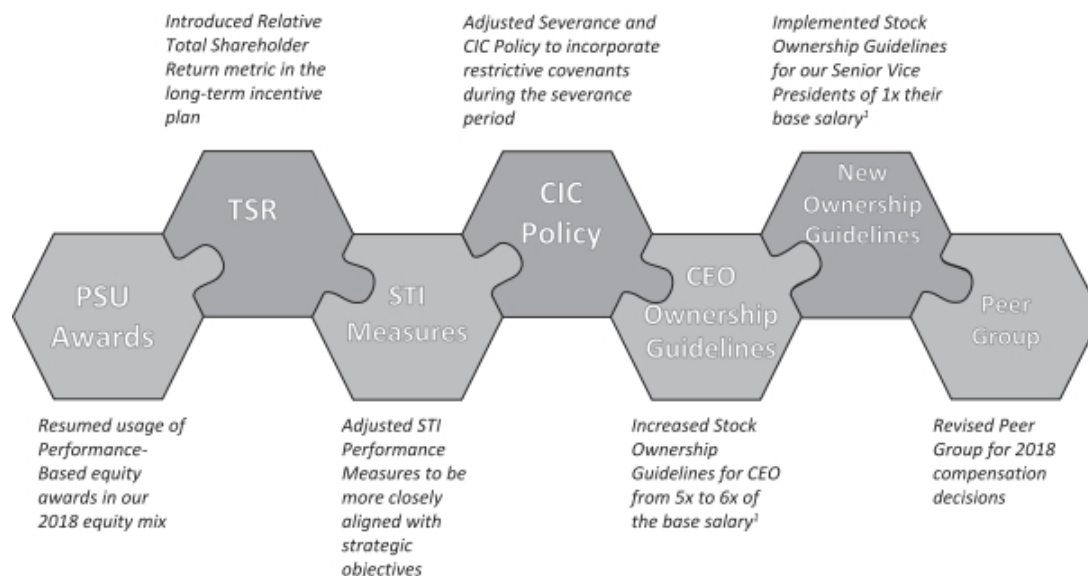 Introduced Relative
Total Shareholder
Return metric in the
long-term incentive
plan
Adjusted Severance and
CIC Policy to incorporate
restrictive covenants
during the severance
period
Implemented Stock
Ownership Guidelines
for our Senior Vice
Presidents of 1x their
base salary¹
PSU
Awards
TSR
STI
Measures
CIC
Policy
CEO
Ownership
Guidelines
New
Ownership
Guidelines
Peer
Group
Resumed usage of
Performance-
Based equity
awards in our
2018 equity mix
Adjusted STI
Performance
Measures to be
more closely
aligned with
strategic
objectives
Increased Stock
Ownership
Guidelines for CEO
from 5x to 6x of
the base salary¹
Revised Peer
Group for 2018
compensation
decisions